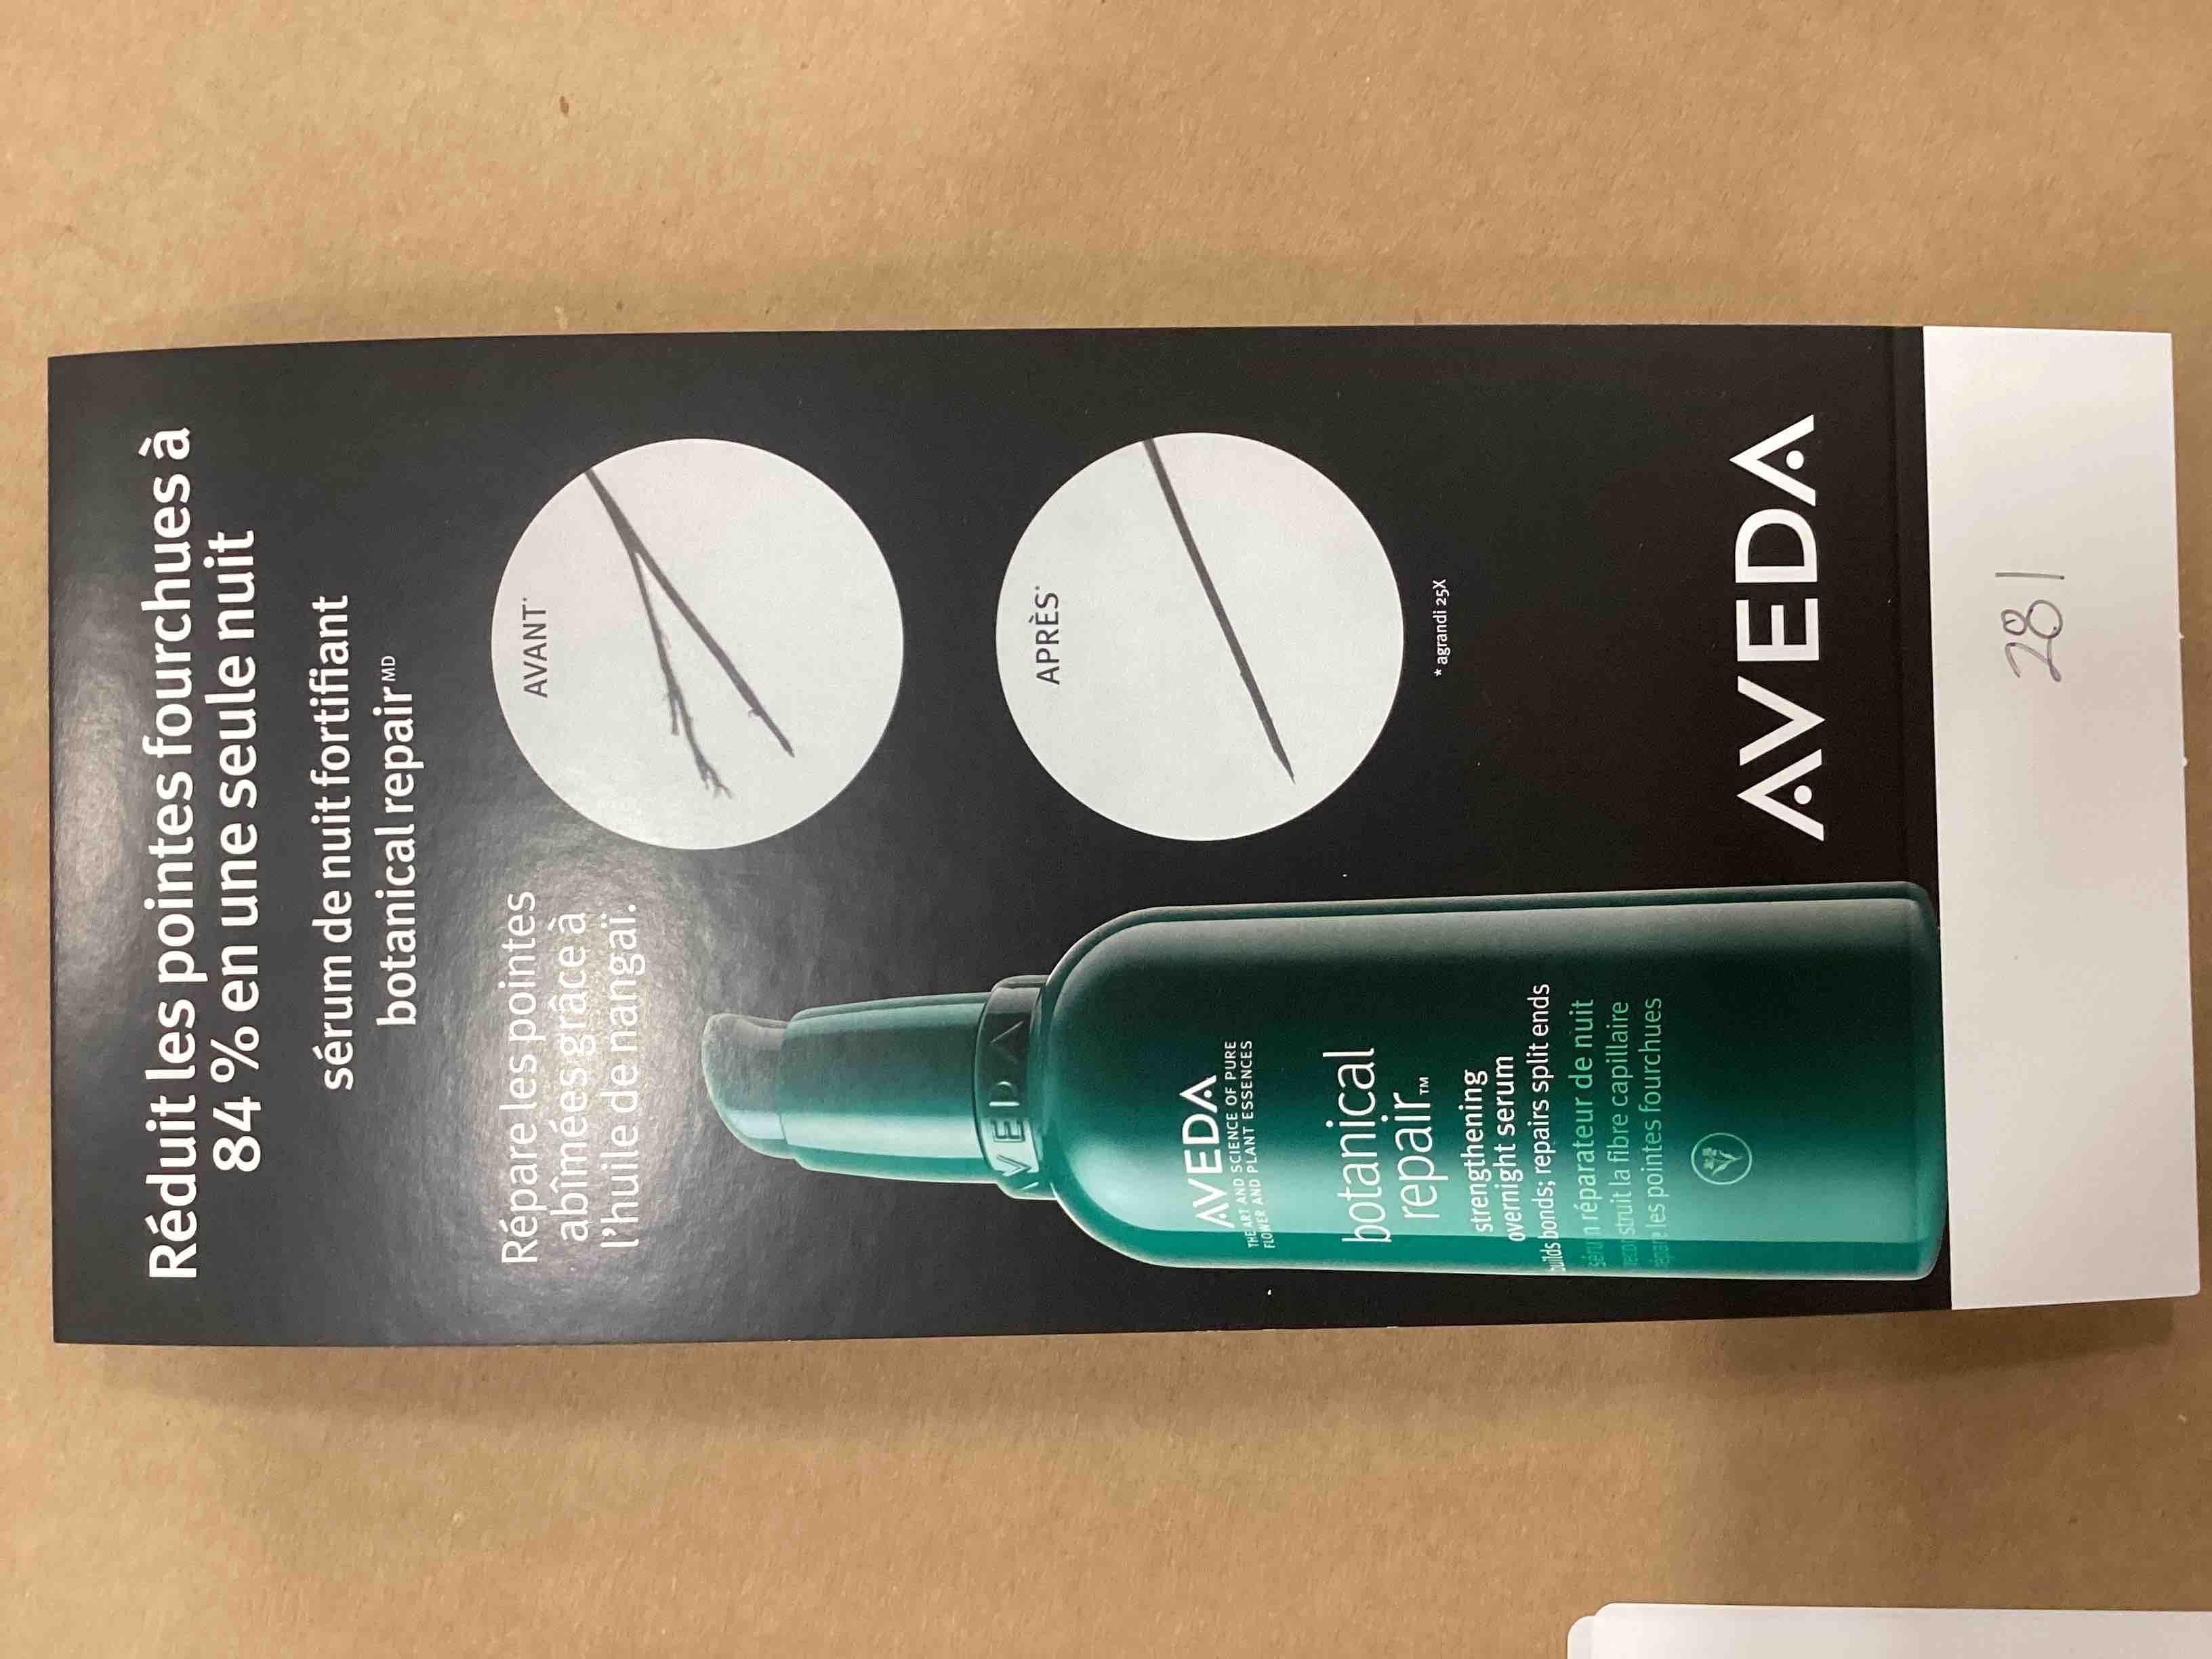 Réduit les pointes fourchues à
84 % en une seule nuit
sérum de nuit fortifiant
botanical repair MD
Répare les pointes
abîmées grâce à
l'huile de nangaï.
AVANT*
APRÈS*
* agrandi 25X
AVEDA
AVEDA
THE ART AND SCIENCE OF PURE
FLOWER AND PLANT ESSENCES
botanical
repair™
strengthening
overnight serum
builds bonds; repairs split ends
sérum réparateur de nuit
reconstruit la fibre capillaire
répare les pointes fourchues
AVEDA
281